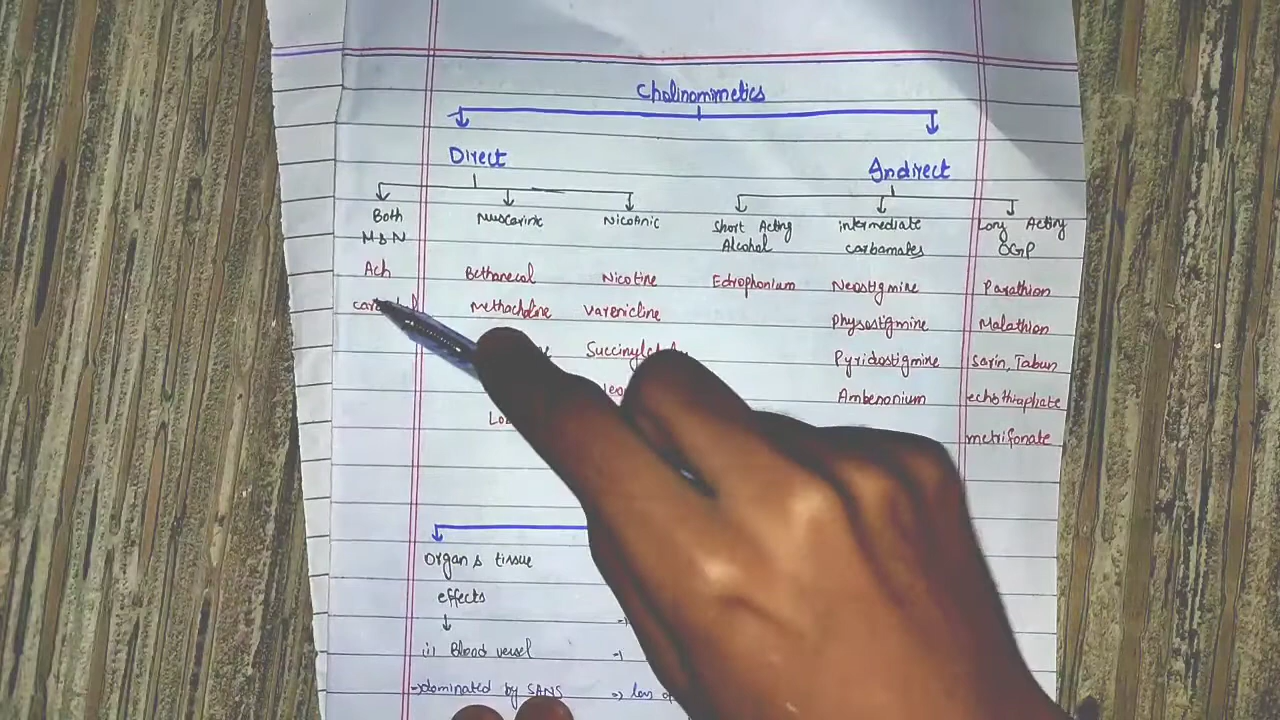 Cholinomimetics
Direct
Indirect
Both
M & N
Muscarinic
Nicotinic
Short Acting
Alcohol
intermediate
carbamates
Long Acting
OGP
Ach
Bethanecol
Nicotine
Edrophonium
Neostigmine
Parathion
Methacholine
Varenicline
Physostigmine
Malathion
Pyridostigmine
Sarin, Tabun
Ambenonium
echothiophate
metrifonate
Organ & tissue
effects
(i) Blood vessel
→dominated by SANS
→